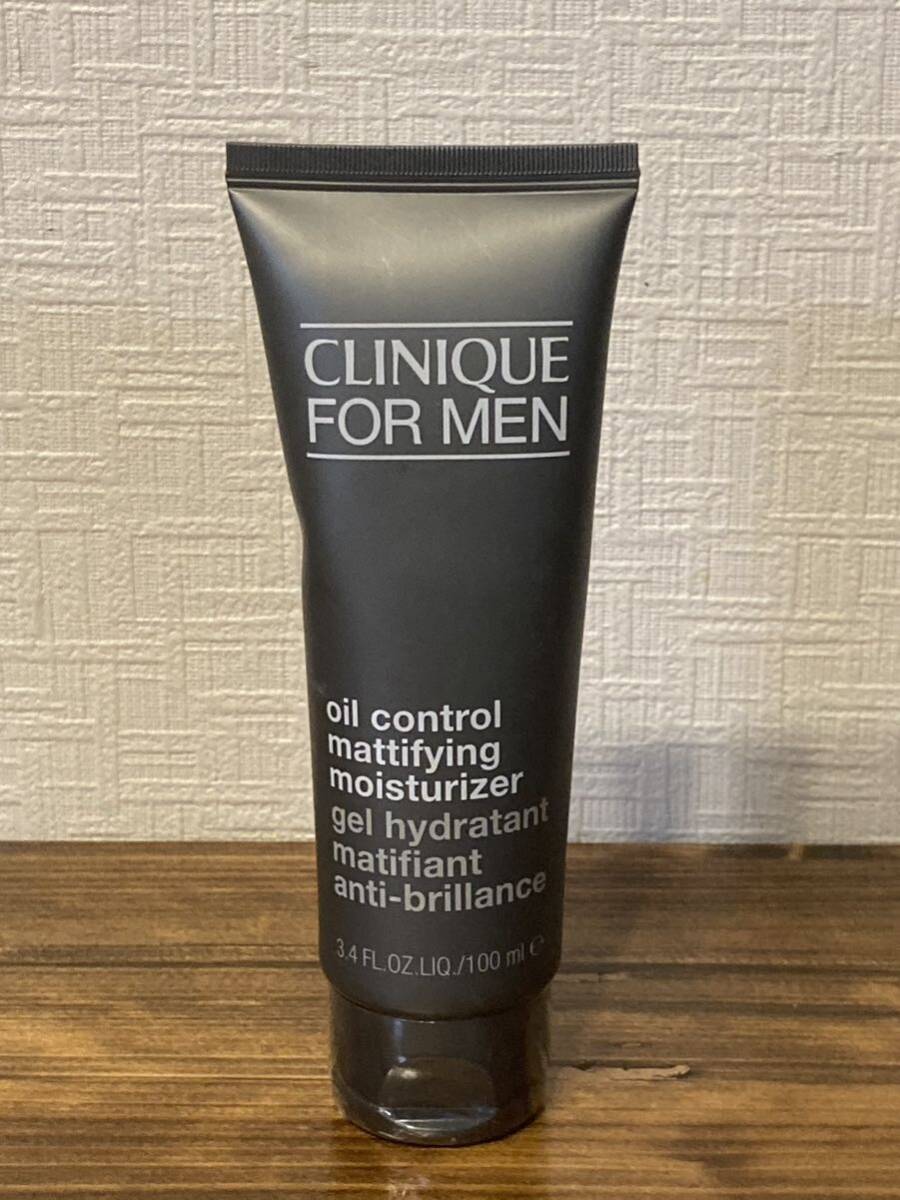 CLINIQUE
FOR MEN
oil control
mattifying
moisturizer
gel hydratant
matifiant
anti-brillance
3.4 FL.OZ.LIQ./100 ml ℮